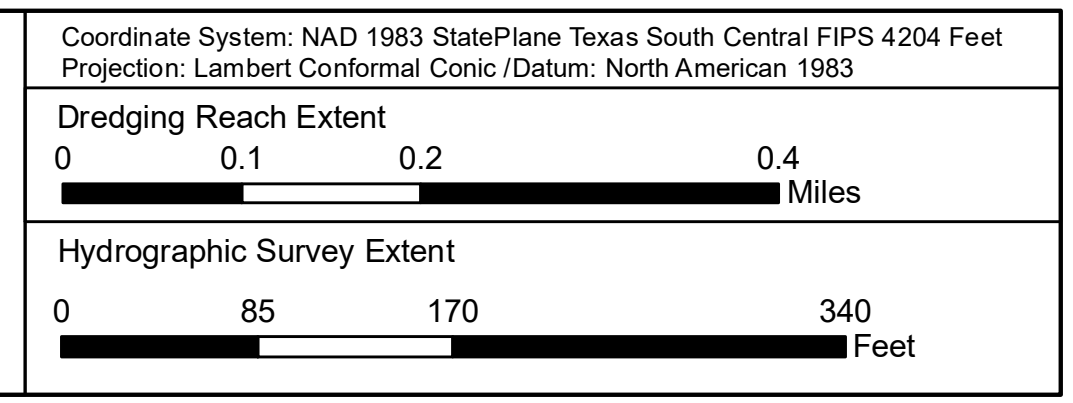 Coordinate System: NAD 1983 StatePlane Texas South Central FIPS 4204 Feet
Projection: Lambert Conformal Conic /Datum: North American 1983
Dredging Reach Extent
0 0.1 0.2 0.4
Miles
Hydrographic Survey Extent
0 85 170 340
Feet